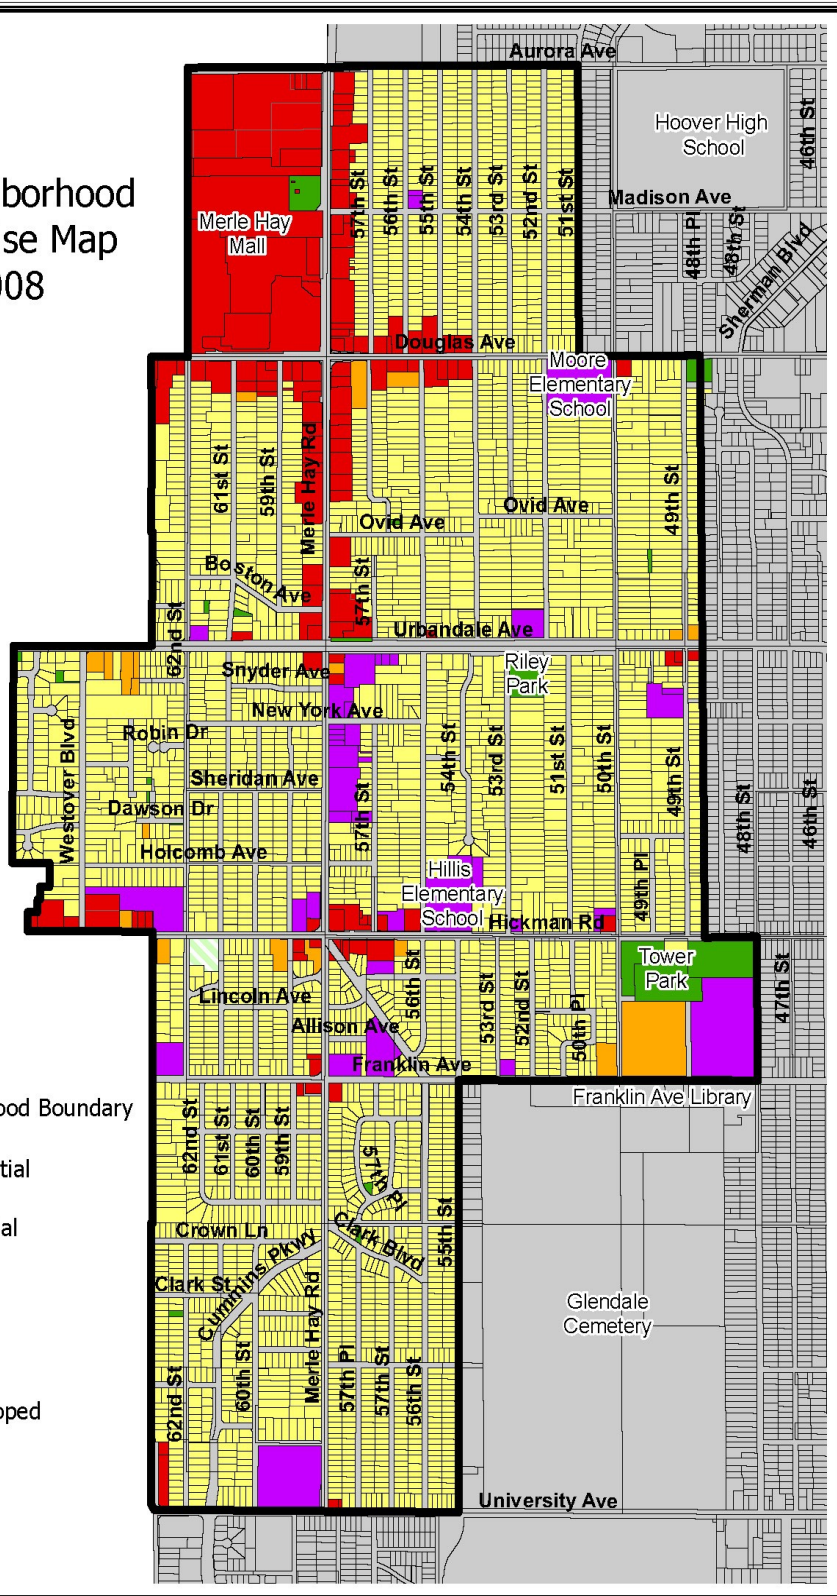 Aurora Ave
Hoover High
School
46th St
borhood
se Map
008
Merle Hay
Mall
57th St
56th St
55th St
54th St
53rd St
52nd St
51st St
Madison Ave
48th Pl
48th St
Sherman Blvd
Douglas Ave
Moore
Elementary
School
61st St
59th St
Merle Hay Rd
49th St
Ovid Ave
Ovid Ave
Boston Ave
57th St
62nd St
Urbandale Ave
Snyder Ave
Riley
Park
New York Ave
Westover Blvd
Robin Dr
54th St
53rd St
51st St
50th St
49th St
48th St
46th St
Sheridan Ave
Dawson Dr
57th St
Holcomb Ave
49th Pl
Hillis
Elementary
School
Hickman Rd
Tower
Park
47th St
Lincoln Ave
56th St
53rd St
52nd St
50th Pl
Allison Ave
Franklin Ave
Franklin Ave Library
ood Boundary
62nd St
61st St
60th St
59th St
57th Pl
tial
al
Crown Ln
Clark Blvd
55th St
Clark St
Cummins Pkwy
Merle Hay Rd
Glendale
Cemetery
62nd St
60th St
57th Pl
57th St
56th St
oped
University Ave